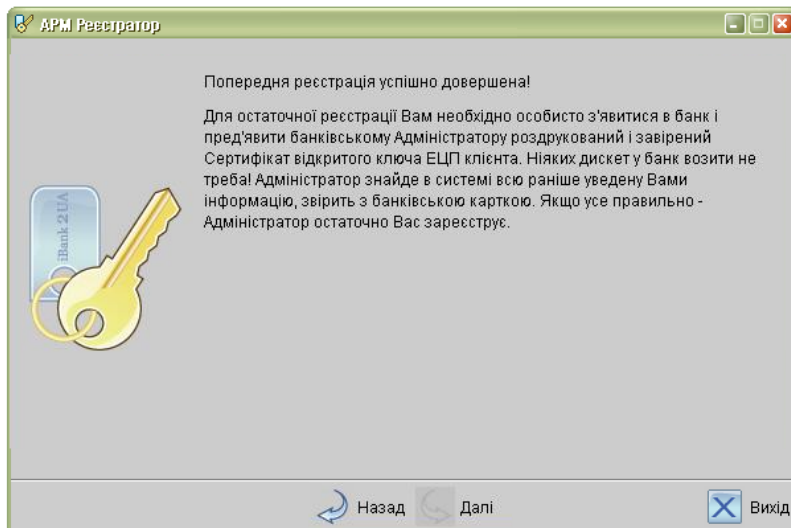 АРМ Реєстратор
Попередня реєстрація успішно довершена!
Для остаточної реєстрації Вам необхідно особисто з'явитися в банк і
пред'явити банківському Адміністратору роздрукований і завірений
Сертифікат відкритого ключа ЕЦП клієнта. Ніяких дискет у банк возити не
треба! Адміністратор знайде в системі всю раніше уведену Вами
інформацію, звірить з банківською карткою. Якщо усе правильно -
Адміністратор остаточно Вас зареєструє.
iBank 2 UA
Назад
Далі
Вихід